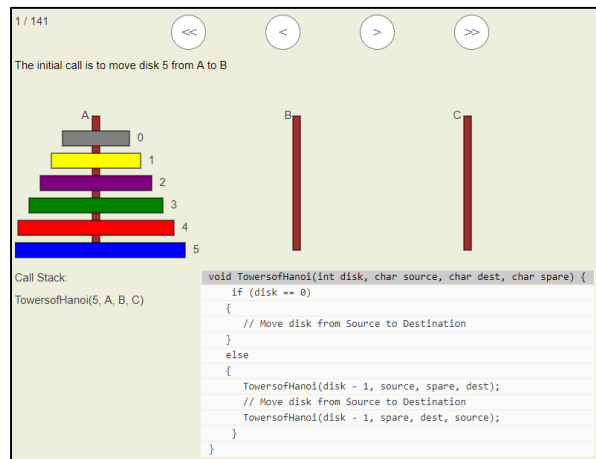 1 / 141
<< < > >>
The initial call is to move disk 5 from A to B
A B C
0
1
2
3
4
5
Call Stack:
TowersofHanoi(5, A, B, C)
void TowersofHanoi(int disk, char source, char dest, char spare) {
if (disk == 0)
{
// Move disk from Source to Destination
}
else
{
TowersofHanoi(disk - 1, source, spare, dest);
// Move disk from Source to Destination
TowersofHanoi(disk - 1, spare, dest, source);
}
}